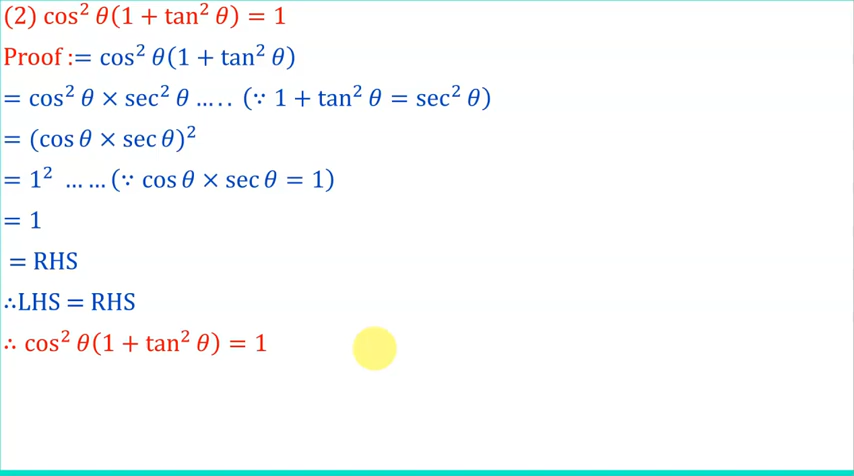 (2) cos² θ(1 + tan² θ) = 1
Proof := cos² θ(1 + tan² θ)
= cos² θ × sec² θ ….. (∵ 1 + tan² θ = sec² θ)
= (cos θ × sec θ)²
= 1² …… (∵ cos θ × sec θ = 1)
= 1
= RHS
∴LHS = RHS
∴ cos² θ(1 + tan² θ) = 1